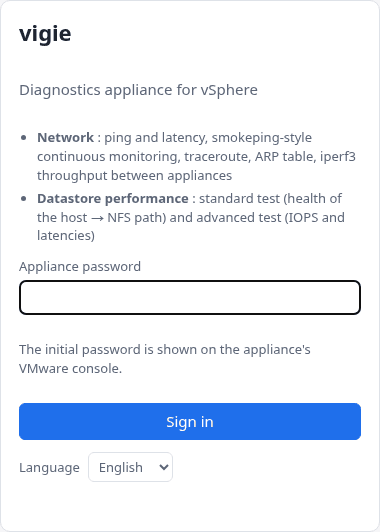 vigie
Diagnostics appliance for vSphere
• Network : ping and latency, smokeping-style
continuous monitoring, traceroute, ARP table, iperf3
throughput between appliances
• Datastore performance : standard test (health of
the host → NFS path) and advanced test (IOPS and
latencies)
Appliance password
The initial password is shown on the appliance's
VMware console.
Sign in
Language English